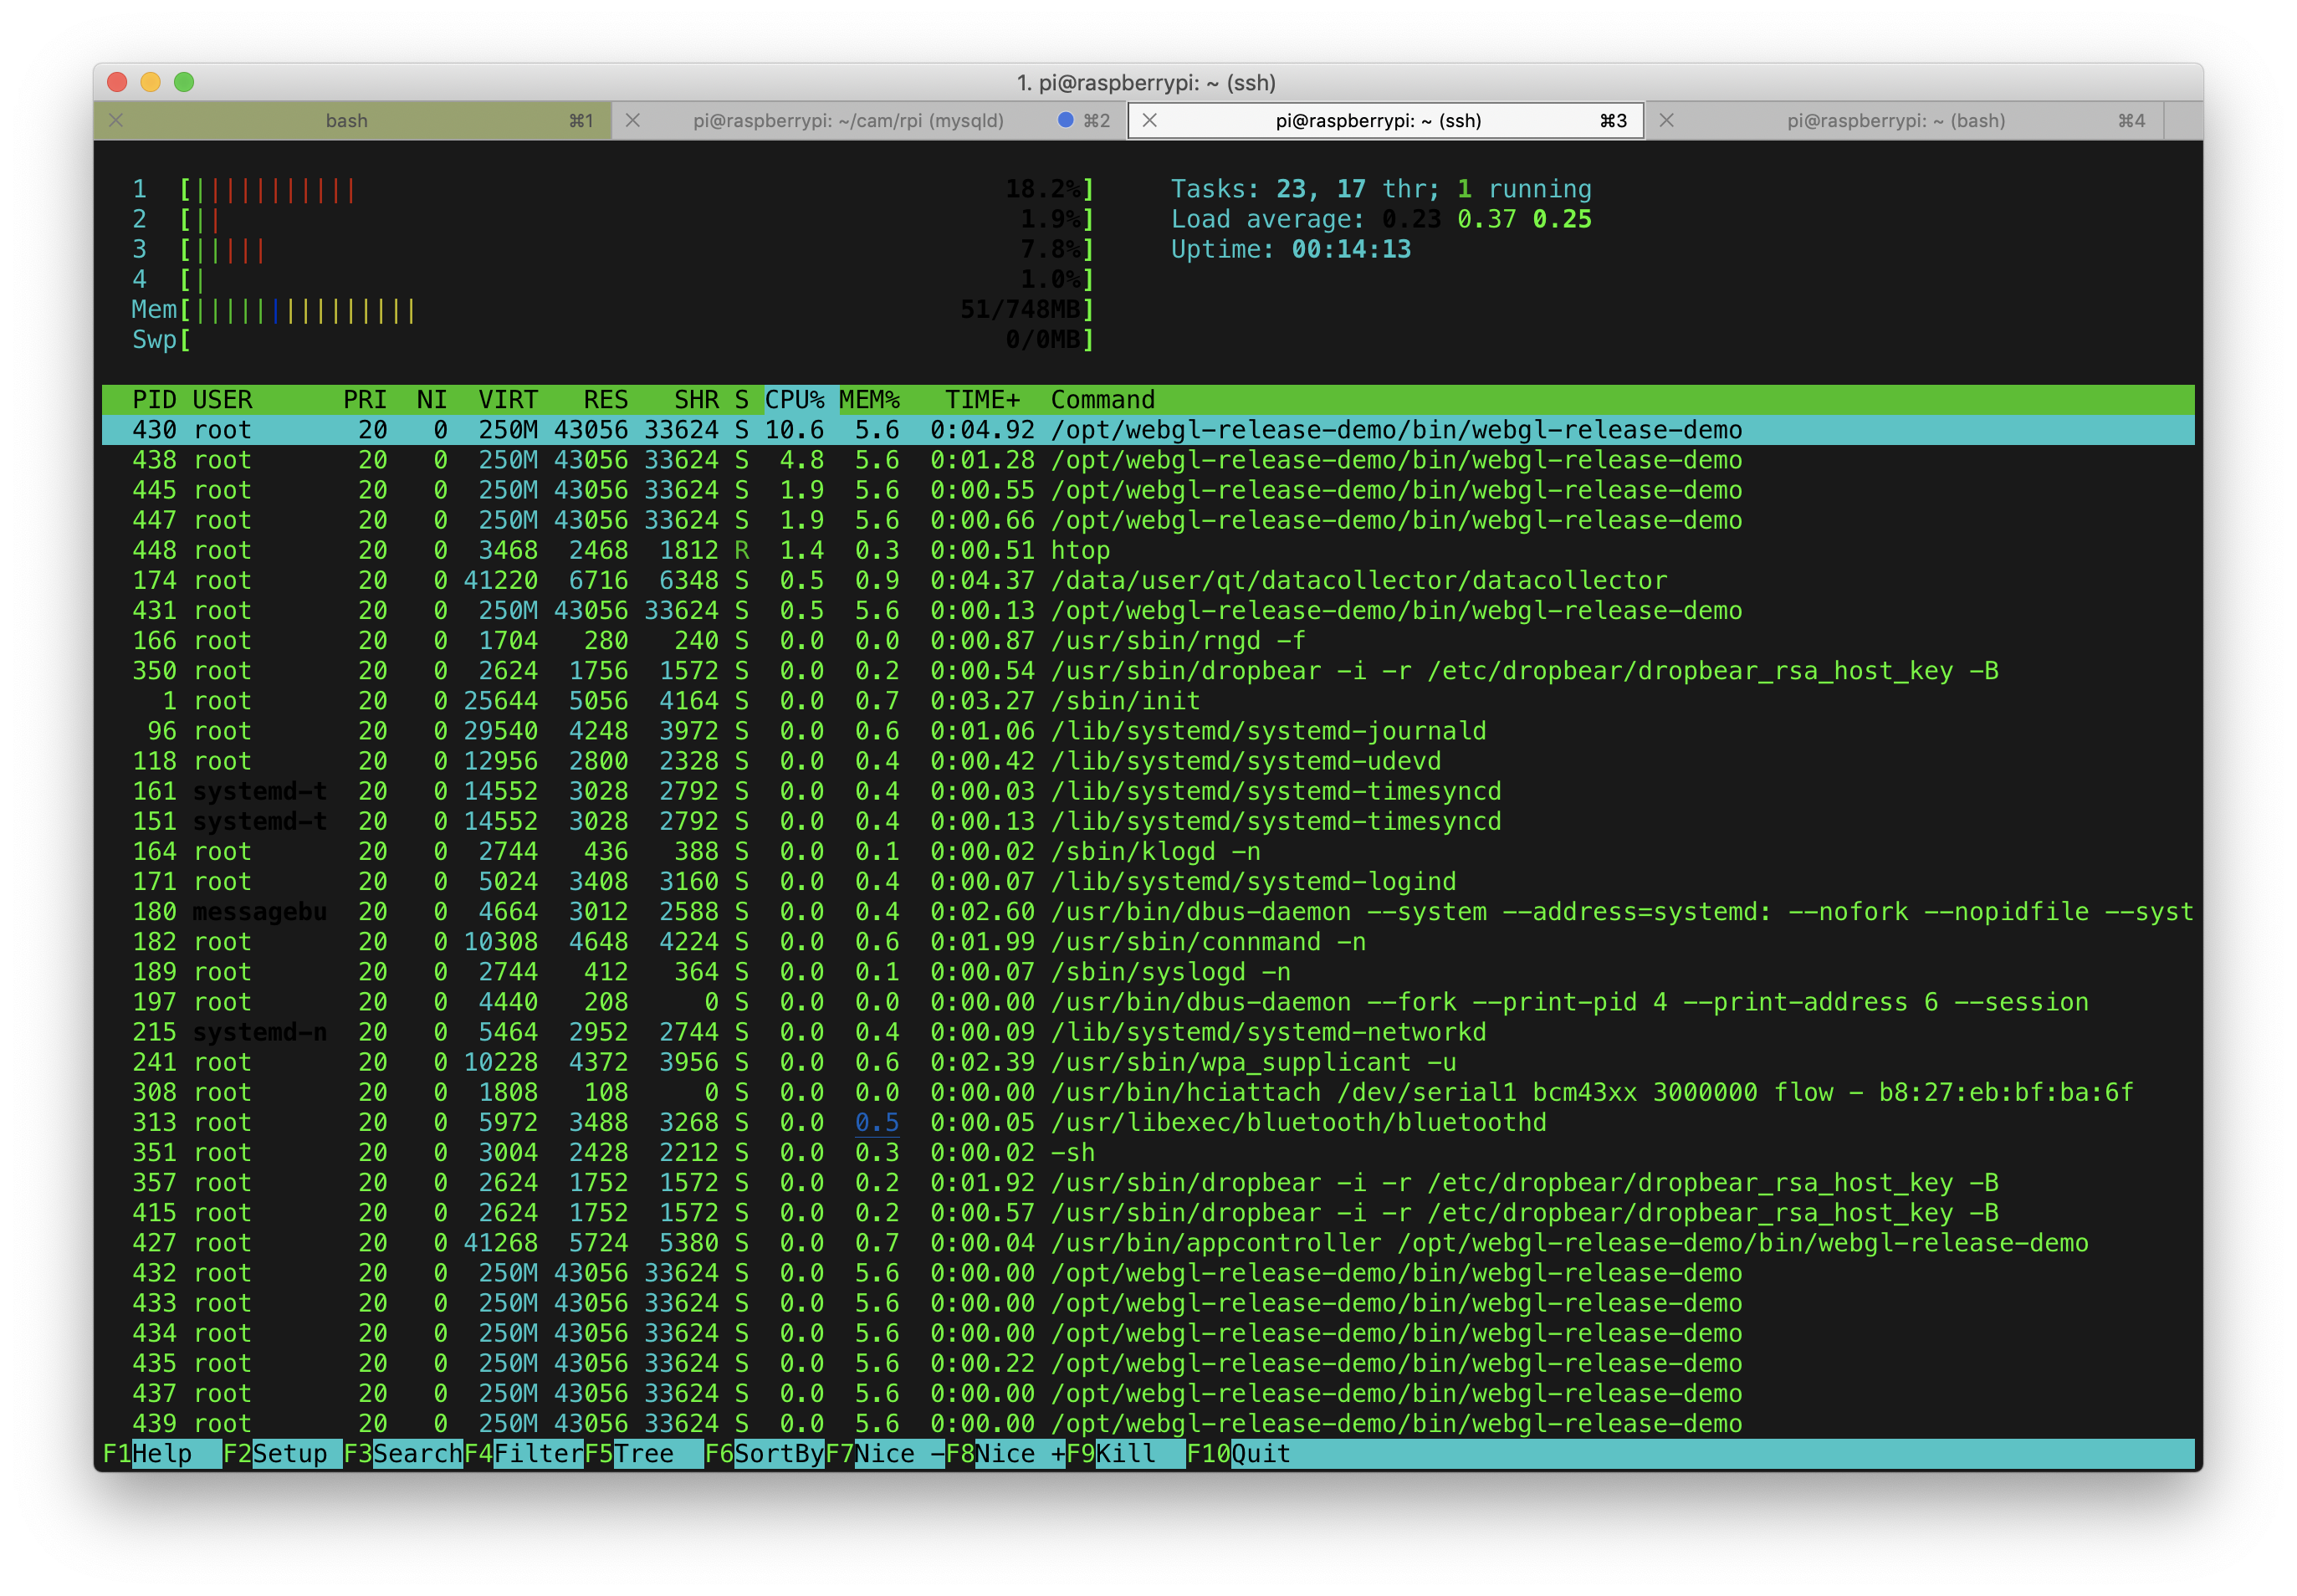 1. pi@raspberrypi: ~ (ssh)
bash ⌘1 pi@raspberrypi: ~/cam/rpi (mysqld) ⌘2 pi@raspberrypi: ~ (ssh) ⌘3 pi@raspberrypi: ~ (bash) ⌘4
1 [||||||||||| 18.2%] Tasks: 23, 17 thr; 1 running
2 [|| 1.9%] Load average: 0.23 0.37 0.25
3 [||||| 7.8%] Uptime: 00:14:13
4 [| 1.0%]
Mem[||||||||||||||| 51/748MB]
Swp[ 0/0MB]
PID USER PRI NI VIRT RES SHR S CPU% MEM% TIME+ Command
430 root 20 0 250M 43056 33624 S 10.6 5.6 0:04.92 /opt/webgl-release-demo/bin/webgl-release-demo
438 root 20 0 250M 43056 33624 S 4.8 5.6 0:01.28 /opt/webgl-release-demo/bin/webgl-release-demo
445 root 20 0 250M 43056 33624 S 1.9 5.6 0:00.55 /opt/webgl-release-demo/bin/webgl-release-demo
447 root 20 0 250M 43056 33624 S 1.9 5.6 0:00.66 /opt/webgl-release-demo/bin/webgl-release-demo
448 root 20 0 3468 2468 1812 R 1.4 0.3 0:00.51 htop
174 root 20 0 41220 6716 6348 S 0.5 0.9 0:04.37 /data/user/qt/datacollector/datacollector
431 root 20 0 250M 43056 33624 S 0.5 5.6 0:00.13 /opt/webgl-release-demo/bin/webgl-release-demo
166 root 20 0 1704 280 240 S 0.0 0.0 0:00.87 /usr/sbin/rngd -f
350 root 20 0 2624 1756 1572 S 0.0 0.2 0:00.54 /usr/sbin/dropbear -i -r /etc/dropbear/dropbear_rsa_host_key -B
1 root 20 0 25644 5056 4164 S 0.0 0.7 0:03.27 /sbin/init
96 root 20 0 29540 4248 3972 S 0.0 0.6 0:01.06 /lib/systemd/systemd-journald
118 root 20 0 12956 2800 2328 S 0.0 0.4 0:00.42 /lib/systemd/systemd-udevd
161 systemd-t 20 0 14552 3028 2792 S 0.0 0.4 0:00.03 /lib/systemd/systemd-timesyncd
151 systemd-t 20 0 14552 3028 2792 S 0.0 0.4 0:00.13 /lib/systemd/systemd-timesyncd
164 root 20 0 2744 436 388 S 0.0 0.1 0:00.02 /sbin/klogd -n
171 root 20 0 5024 3408 3160 S 0.0 0.4 0:00.07 /lib/systemd/systemd-logind
180 messagebu 20 0 4664 3012 2588 S 0.0 0.4 0:02.60 /usr/bin/dbus-daemon --system --address=systemd: --nofork --nopidfile --syst
182 root 20 0 10308 4648 4224 S 0.0 0.6 0:01.99 /usr/sbin/connmand -n
189 root 20 0 2744 412 364 S 0.0 0.1 0:00.07 /sbin/syslogd -n
197 root 20 0 4440 208 0 S 0.0 0.0 0:00.00 /usr/bin/dbus-daemon --fork --print-pid 4 --print-address 6 --session
215 systemd-n 20 0 5464 2952 2744 S 0.0 0.4 0:00.09 /lib/systemd/systemd-networkd
241 root 20 0 10228 4372 3956 S 0.0 0.6 0:02.39 /usr/sbin/wpa_supplicant -u
308 root 20 0 1808 108 0 S 0.0 0.0 0:00.00 /usr/bin/hciattach /dev/serial1 bcm43xx 3000000 flow - b8:27:eb:bf:ba:6f
313 root 20 0 5972 3488 3268 S 0.0 0.5 0:00.05 /usr/libexec/bluetooth/bluetoothd
351 root 20 0 3004 2428 2212 S 0.0 0.3 0:00.02 -sh
357 root 20 0 2624 1752 1572 S 0.0 0.2 0:01.92 /usr/sbin/dropbear -i -r /etc/dropbear/dropbear_rsa_host_key -B
415 root 20 0 2624 1752 1572 S 0.0 0.2 0:00.57 /usr/sbin/dropbear -i -r /etc/dropbear/dropbear_rsa_host_key -B
427 root 20 0 41268 5724 5380 S 0.0 0.7 0:00.04 /usr/bin/appcontroller /opt/webgl-release-demo/bin/webgl-release-demo
432 root 20 0 250M 43056 33624 S 0.0 5.6 0:00.00 /opt/webgl-release-demo/bin/webgl-release-demo
433 root 20 0 250M 43056 33624 S 0.0 5.6 0:00.00 /opt/webgl-release-demo/bin/webgl-release-demo
434 root 20 0 250M 43056 33624 S 0.0 5.6 0:00.00 /opt/webgl-release-demo/bin/webgl-release-demo
435 root 20 0 250M 43056 33624 S 0.0 5.6 0:00.22 /opt/webgl-release-demo/bin/webgl-release-demo
437 root 20 0 250M 43056 33624 S 0.0 5.6 0:00.00 /opt/webgl-release-demo/bin/webgl-release-demo
439 root 20 0 250M 43056 33624 S 0.0 5.6 0:00.00 /opt/webgl-release-demo/bin/webgl-release-demo
F1Help F2Setup F3SearchF4FilterF5Tree F6SortByF7Nice -F8Nice +F9Kill F10Quit